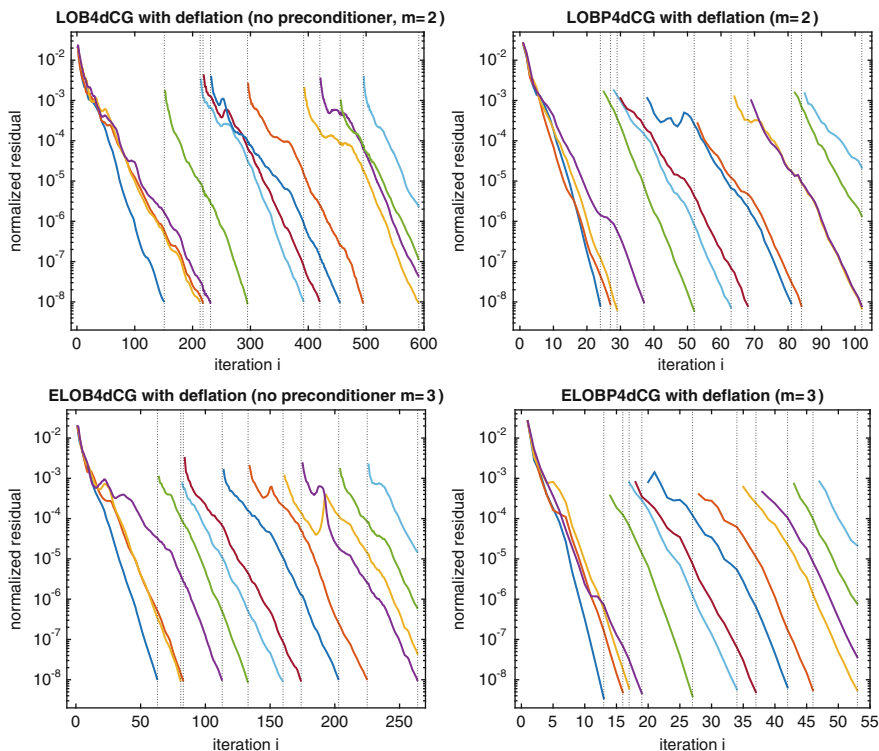 LOB4dCG with deflation (no preconditioner, m=2)
normalized residual
10-2
10-3
10-4
10-5
10-6
10-7
10-8
0 100 200 300 400 500 600
iteration i
LOBP4dCG with deflation (m=2)
normalized residual
10-2
10-3
10-4
10-5
10-6
10-7
10-8
0 10 20 30 40 50 60 70 80 90 100
iteration i
ELOB4dCG with deflation (no preconditioner m=3)
normalized residual
10-2
10-3
10-4
10-5
10-6
10-7
10-8
0 50 100 150 200 250
iteration i
ELOBP4dCG with deflation (m=3)
normalized residual
10-2
10-3
10-4
10-5
10-6
10-7
10-8
0 5 10 15 20 25 30 35 40 45 50 55
iteration i